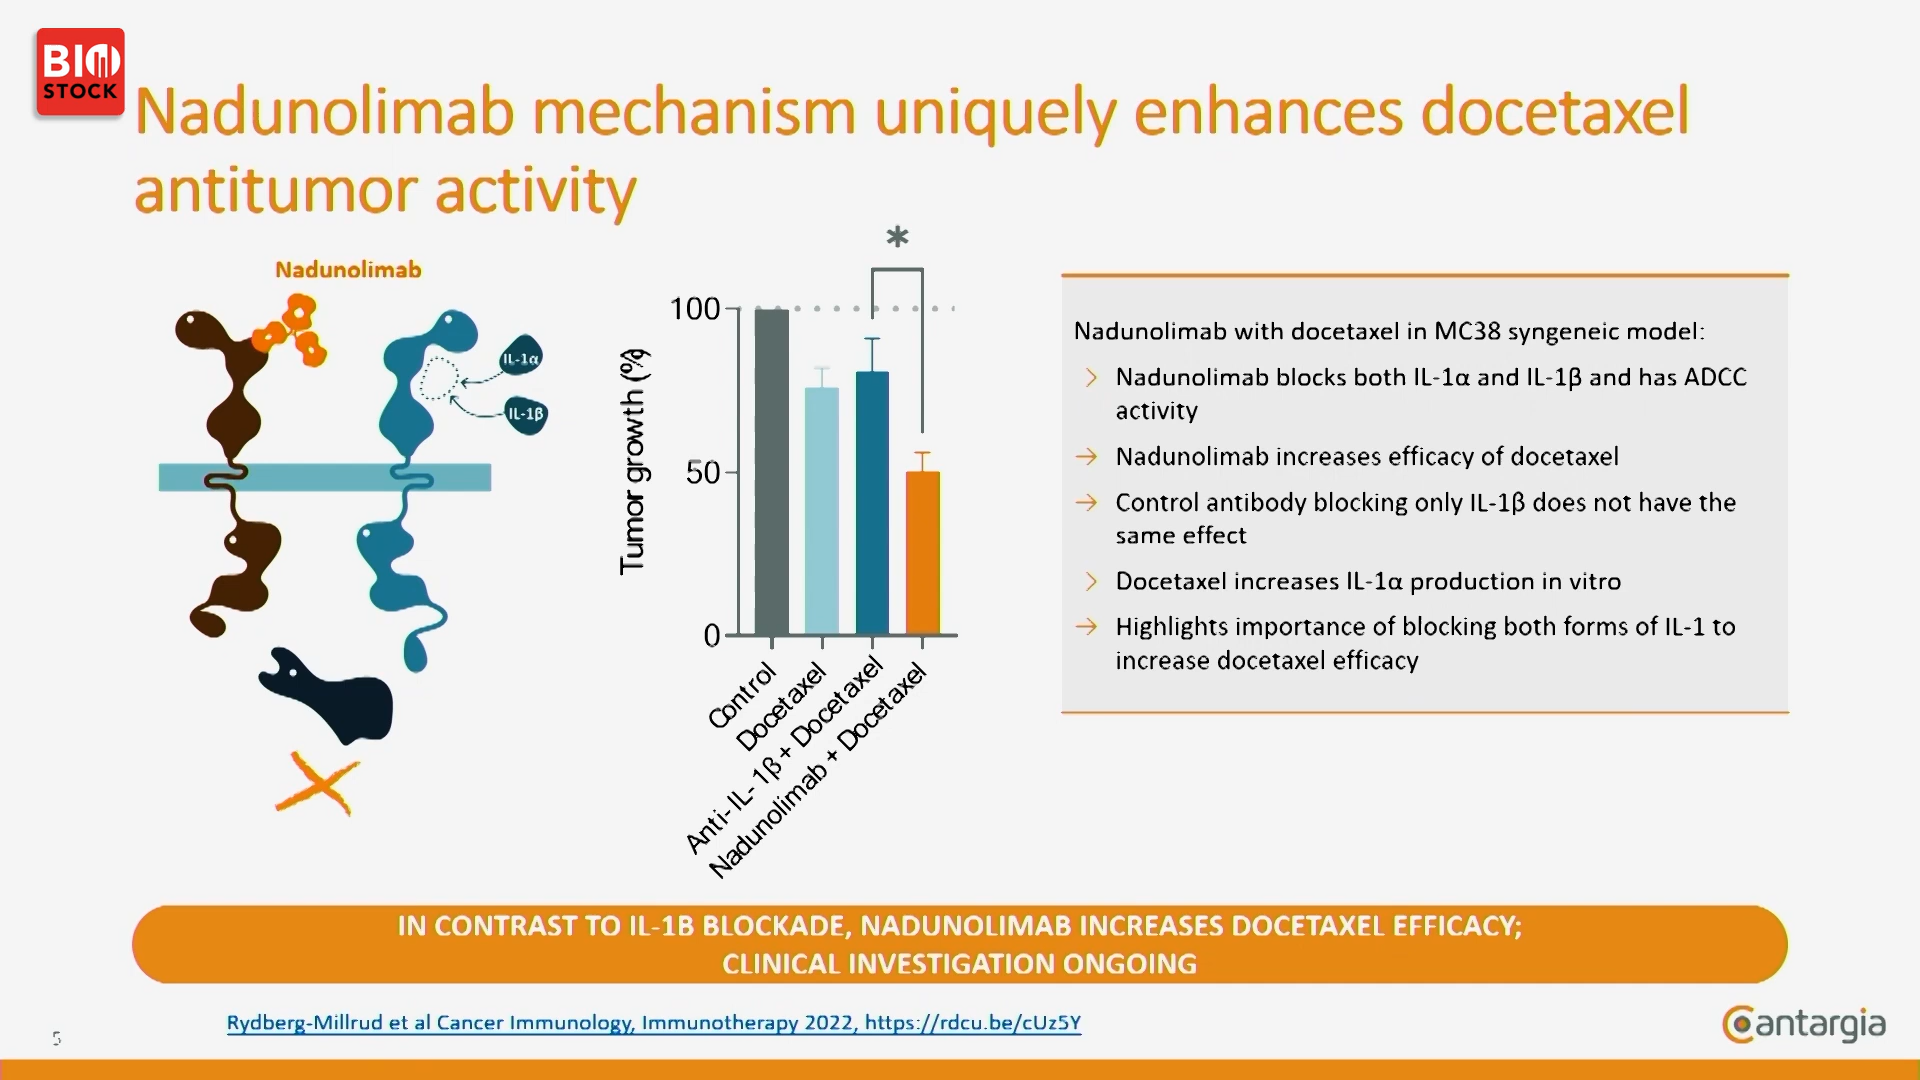 BIO
STOCK
Nadunolimab mechanism uniquely enhances docetaxel
antitumor activity
Nadunolimab
IL-1α
IL-1β
*
Tumor growth (%)
100
50
0
Control
Docetaxel
Anti-IL- 1β + Docetaxel
Nadunolimab + Docetaxel
Nadunolimab with docetaxel in MC38 syngeneic model:
Nadunolimab blocks both IL-1α and IL-1β and has ADCC
activity
Nadunolimab increases efficacy of docetaxel
Control antibody blocking only IL-1β does not have the
same effect
Docetaxel increases IL-1α production in vitro
Highlights importance of blocking both forms of IL-1 to
increase docetaxel efficacy
IN CONTRAST TO IL-1B BLOCKADE, NADUNOLIMAB INCREASES DOCETAXEL EFFICACY;
CLINICAL INVESTIGATION ONGOING
Rydberg-Millrud et al Cancer Immunology, Immunotherapy 2022, https://rdcu.be/cUz5Y
5
Cantargia